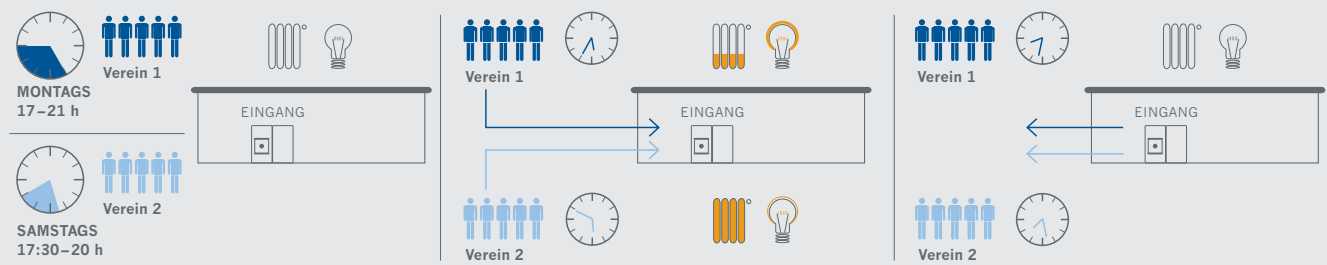 Verein 1
MONTAGS
17–21 h
EINGANG
Verein 2
SAMSTAGS
17:30–20 h
Verein 1
EINGANG
Verein 2
Verein 1
EINGANG
Verein 2